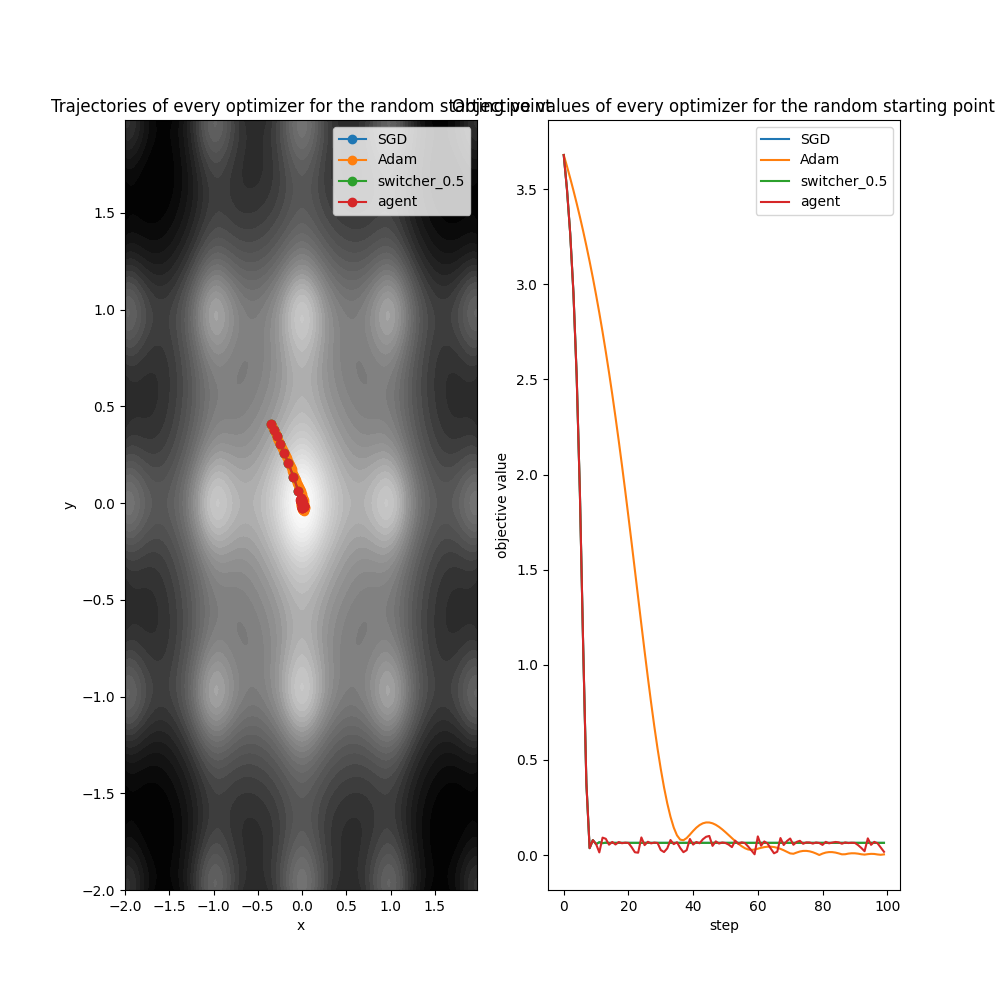 Trajectories of every optimizer for the random starting point
Objective values of every optimizer for the random starting point
SGD
Adam
switcher_0.5
agent
1.5
1.0
0.5
0.0
−0.5
−1.0
−1.5
−2.0
y
−2.0 −1.5 −1.0 −0.5 0.0 0.5 1.0 1.5
x
SGD
Adam
switcher_0.5
agent
3.5
3.0
2.5
2.0
1.5
1.0
0.5
0.0
objective value
0 20 40 60 80 100
step